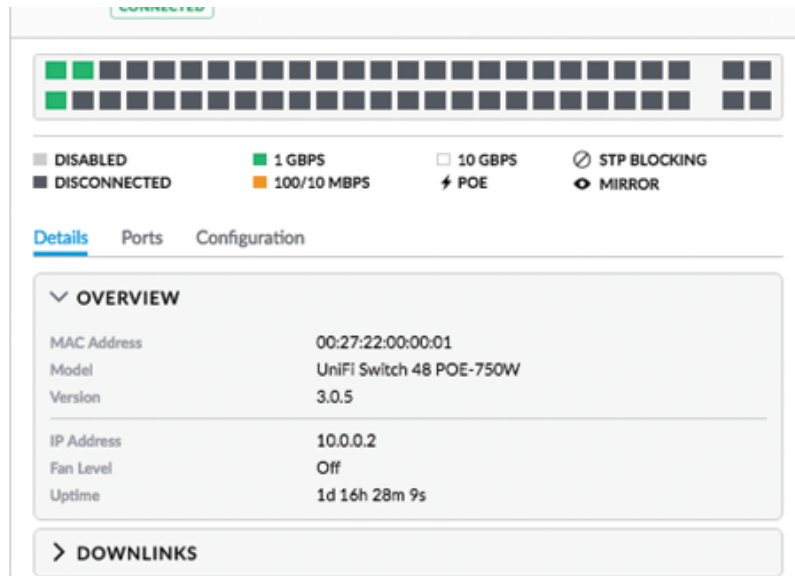 CONNECTED
DISABLED 1 GBPS 10 GBPS STP BLOCKING
DISCONNECTED 100/10 MBPS POE MIRROR
Details Ports Configuration
OVERVIEW
MAC Address 00:27:22:00:00:01
Model UniFi Switch 48 POE-750W
Version 3.0.5
IP Address 10.0.0.2
Fan Level Off
Uptime 1d 16h 28m 9s
DOWNLINKS